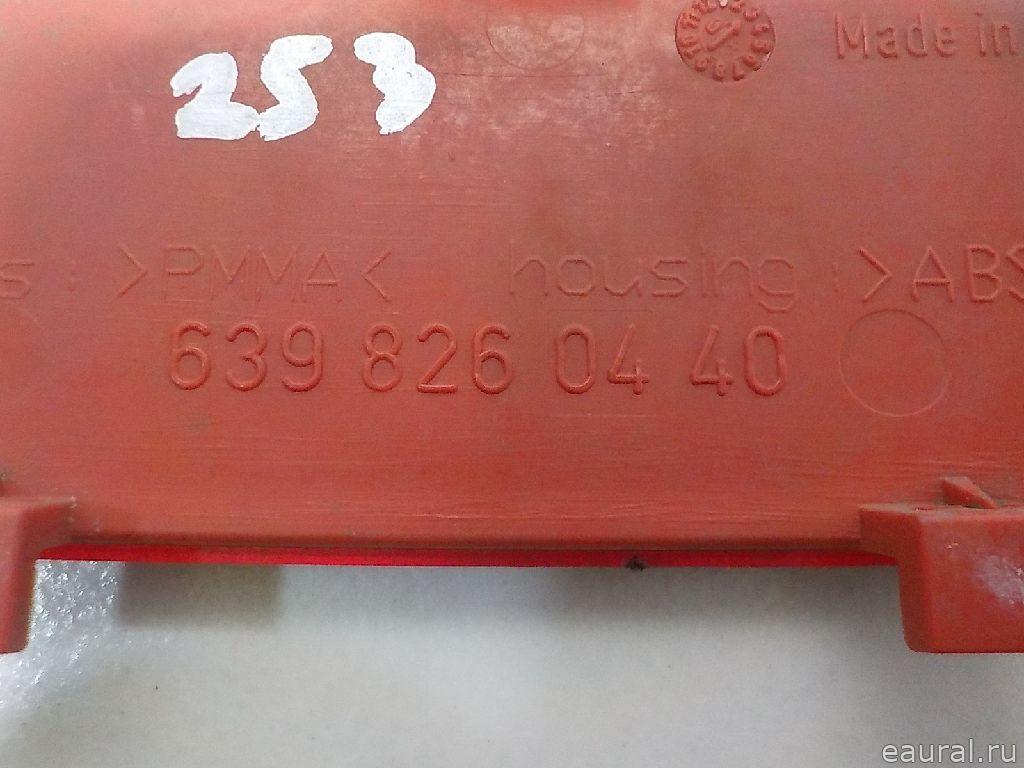 Made in
253
s: >PMMA< housing: >ABS
639 826 04 40
eaural.ru